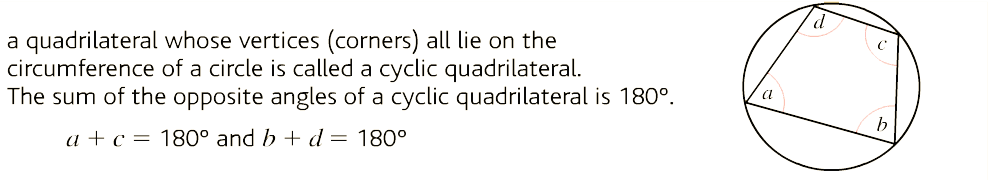 a quadrilateral whose vertices (corners) all lie on the
circumference of a circle is called a cyclic quadrilateral.
The sum of the opposite angles of a cyclic quadrilateral is 180°.
a + c = 180° and b + d = 180°
d
c
a
b